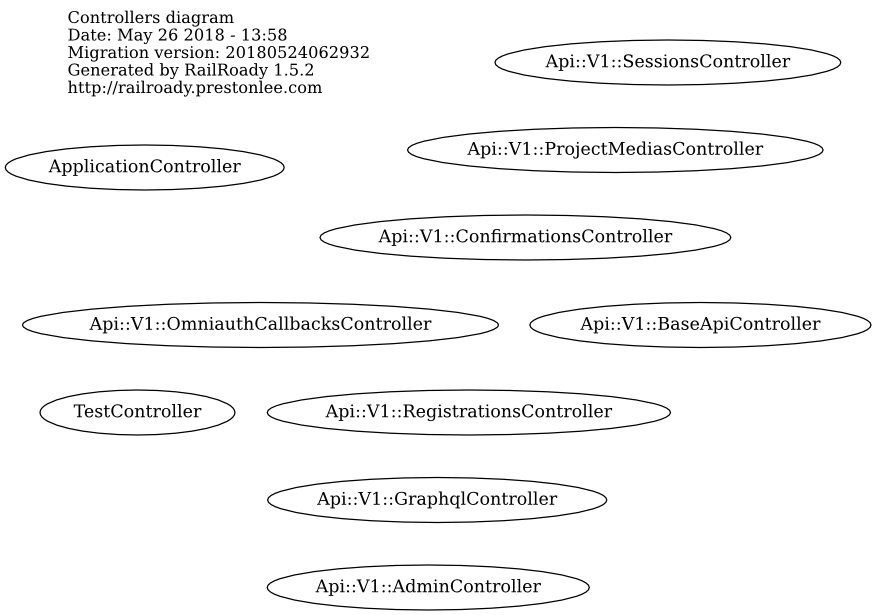 Controllers diagram
Date: May 26 2018 - 13:58
Migration version: 20180524062932
Generated by RailRoady 1.5.2
http://railroady.prestonlee.com
Api::V1::SessionsController
Api::V1::ProjectMediasController
ApplicationController
Api::V1::ConfirmationsController
Api::V1::OmniauthCallbacksController
Api::V1::BaseApiController
TestController
Api::V1::RegistrationsController
Api::V1::GraphqlController
Api::V1::AdminController